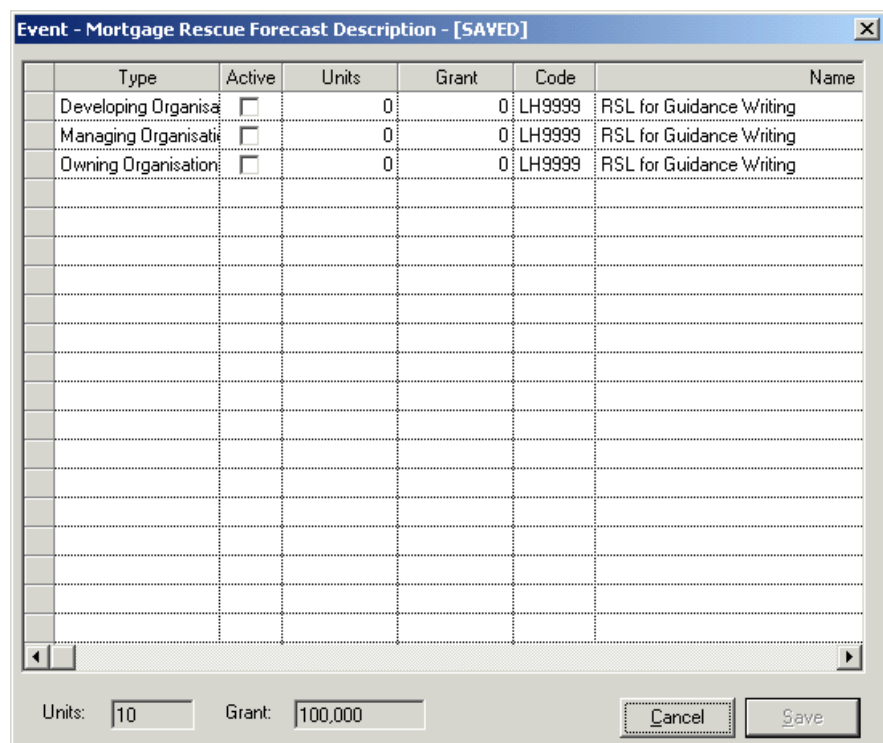 Event - Mortgage Rescue Forecast Description - [SAVED]
Type Active Units Grant Code Name
Developing Organisa 0 0 LH9999 RSL for Guidance Writing
Managing Organisati 0 0 LH9999 RSL for Guidance Writing
Owning Organisation 0 0 LH9999 RSL for Guidance Writing
Units: 10 Grant: 100,000 Cancel Save